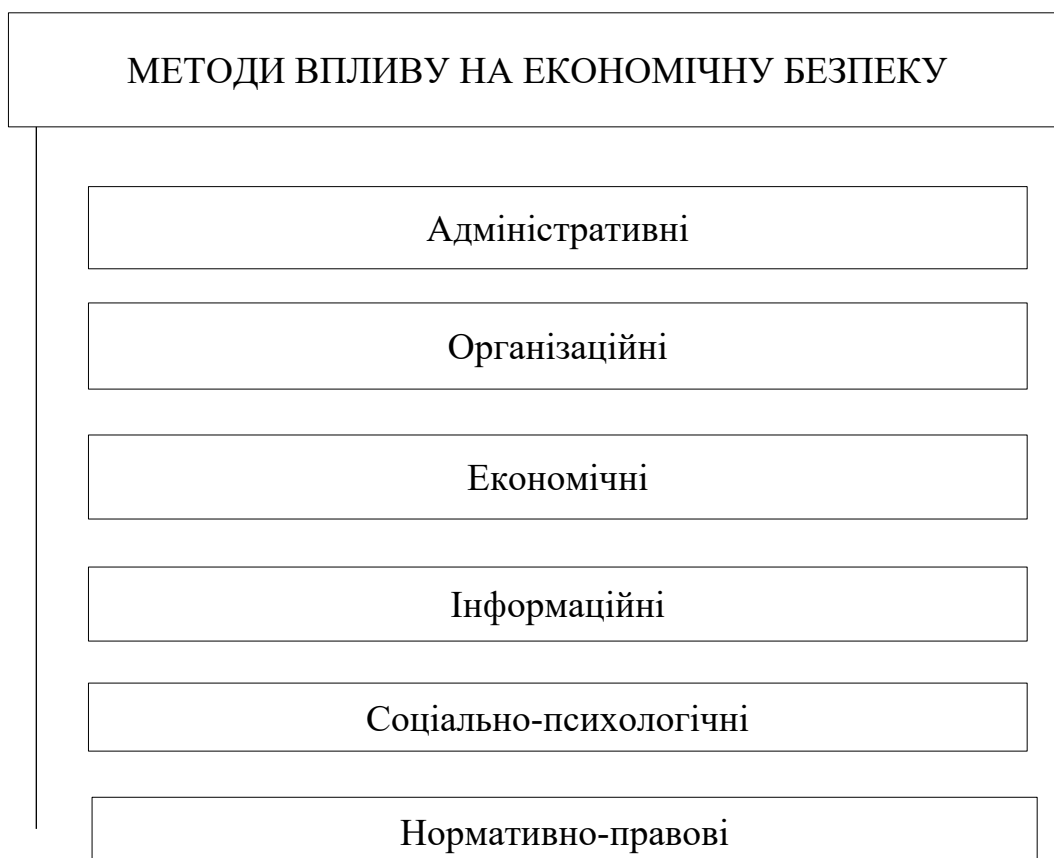 МЕТОДИ ВПЛИВУ НА ЕКОНОМІЧНУ БЕЗПЕКУ
Адміністративні
Організаційні
Економічні
Інформаційні
Соціально-психологічні
Нормативно-правові